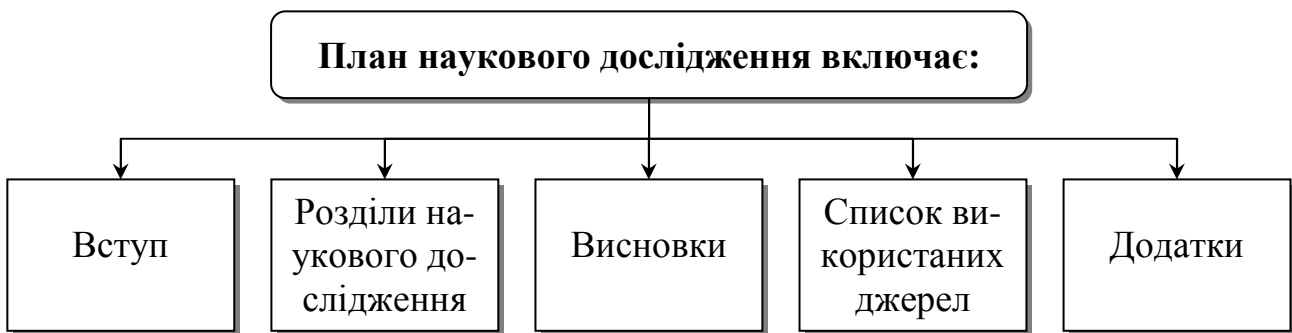 План наукового дослідження включає:
Вступ
Розділи на-
укового до-
слідження
Висновки
Список ви-
користаних
джерел
Додатки